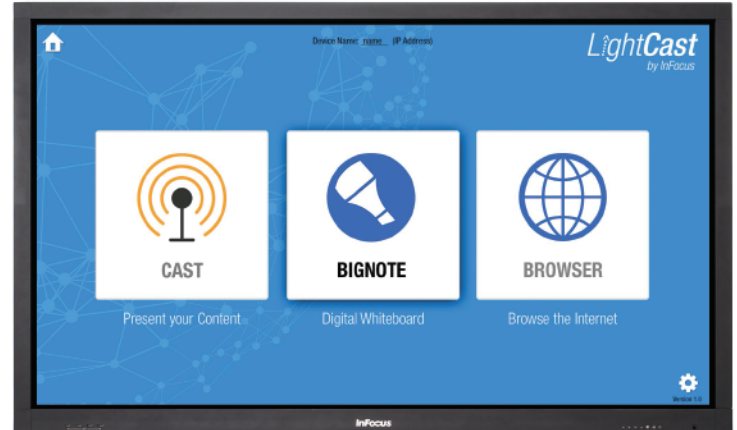 Device Name: name (IP Address)
LightCast
by InFocus
CAST
BIGNOTE
BROWSER
Present your Content
Digital Whiteboard
Browse the Internet
Version 1.0
InFocus